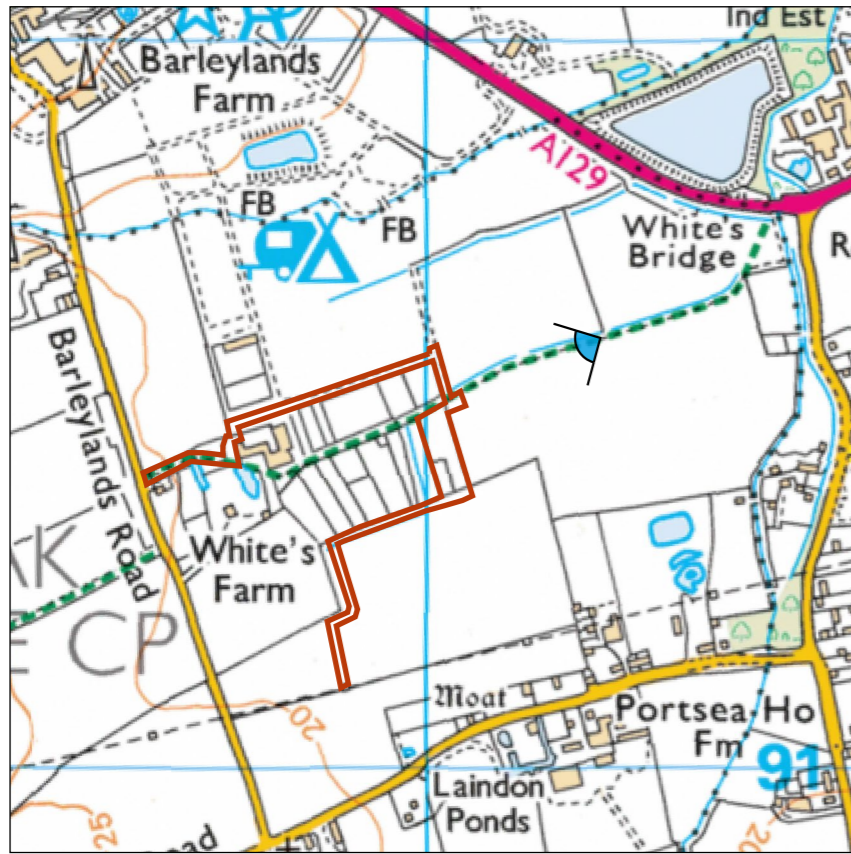 Ind Est
Barleylands
Farm
A129
FB
FB
White's
Bridge
R
Barleylands Road
AK
E CP
White's
Farm
Moat
20
Portsea Ho
Fm
91
Laindon
Ponds
25
oad
20